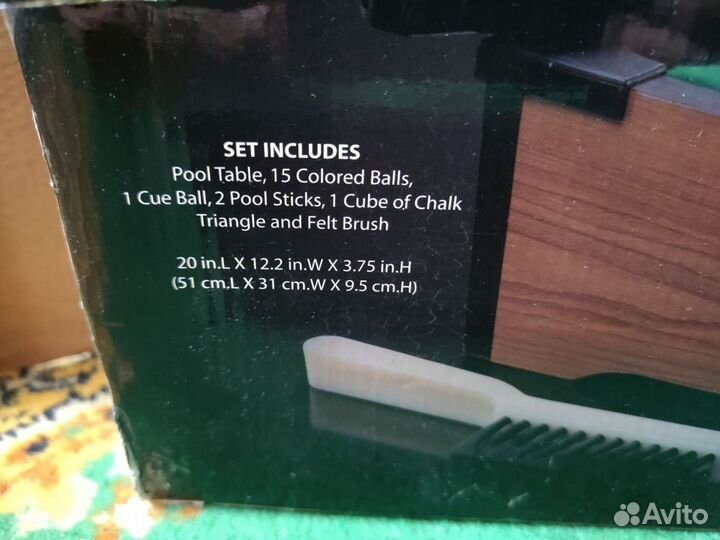 SET INCLUDES
Pool Table, 15 Colored Balls,
1 Cue Ball, 2 Pool Sticks, 1 Cube of Chalk
Triangle and Felt Brush
20 in.L X 12.2 in.W X 3.75 in.H
(51 cm.L X 31 cm.W X 9.5 cm.H)
Avito